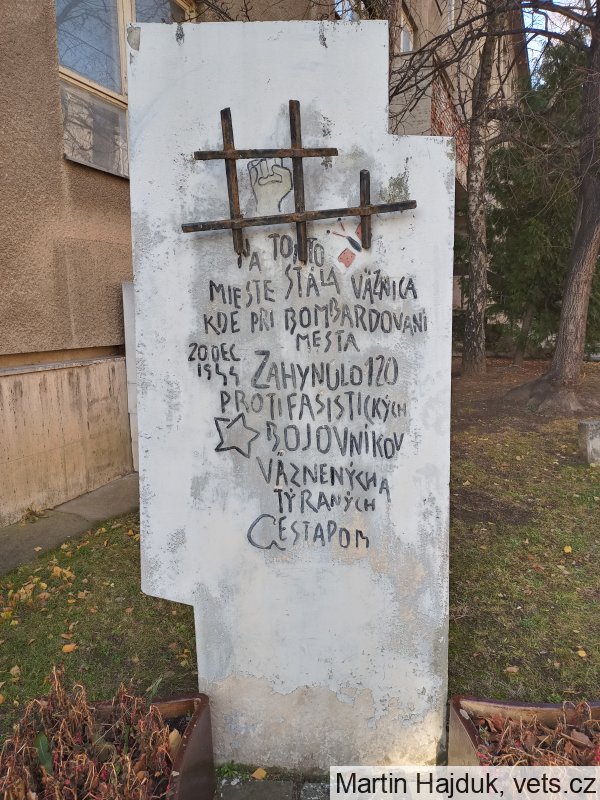 NA TOMTO
MIESTE STÁLA VÄZNICA
KDE PRI BOMBARDOVANÍ
MESTA
20 DEC.
1944 ZAHYNULO 120
PROTIFAŠISTICKÝCH
BOJOVNÍKOV
VÄZNENÝCH A
TÝRANÝCH
GESTAPOM
Martin Hajduk, vets.cz